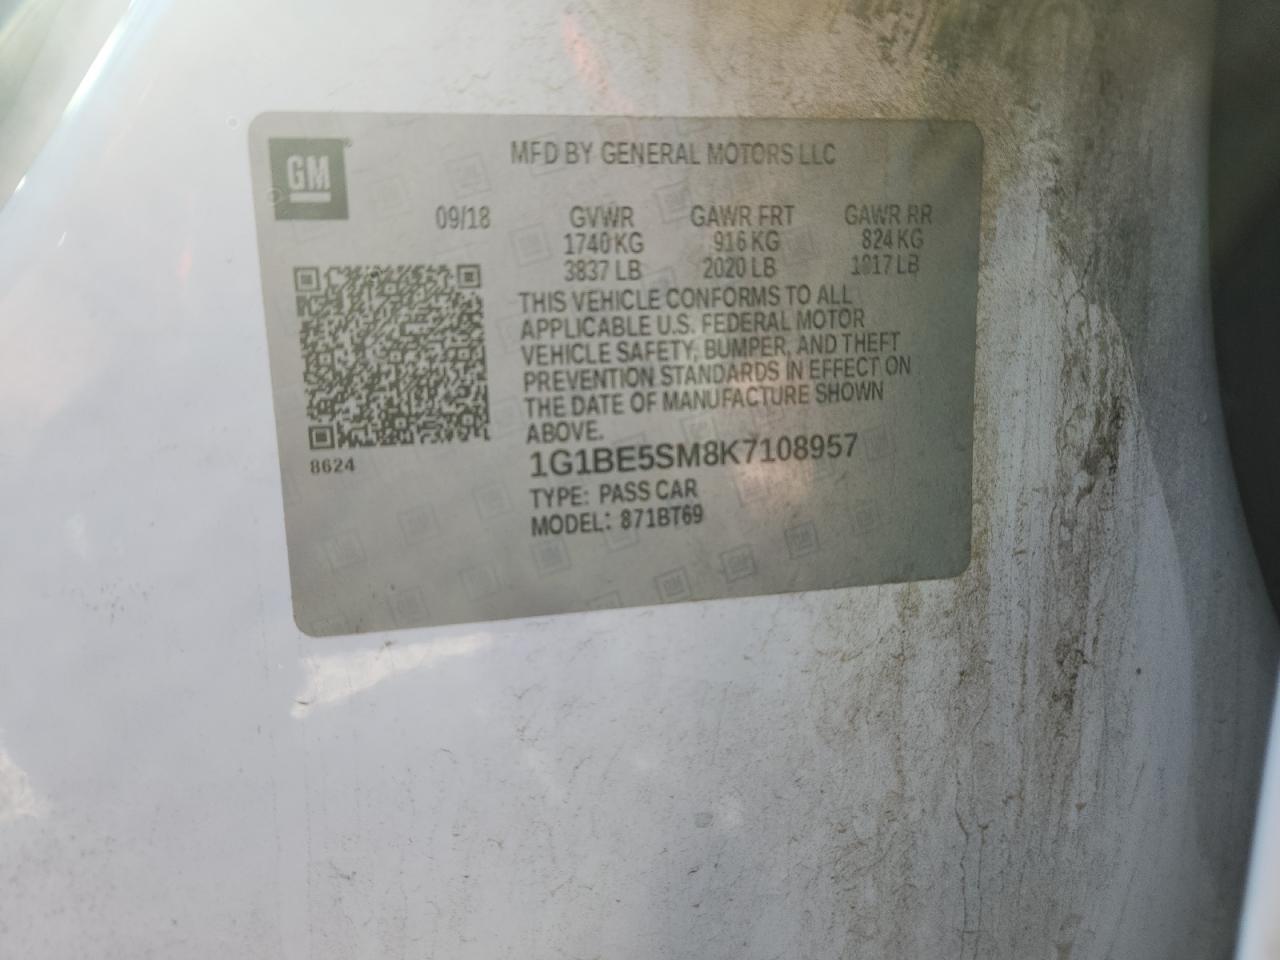 GM
MFD BY GENERAL MOTORS LLC
09/18 GVWR GAWR FRT GAWR RR
1740 KG 916 KG 824 KG
3837 LB 2020 LB 1817 LB
THIS VEHICLE CONFORMS TO ALL
APPLICABLE U.S. FEDERAL MOTOR
VEHICLE SAFETY, BUMPER, AND THEFT
PREVENTION STANDARDS IN EFFECT ON
THE DATE OF MANUFACTURE SHOWN
ABOVE.
8624
1G1BE5SM8K7108957
TYPE: PASS CAR
MODEL: 871BT69